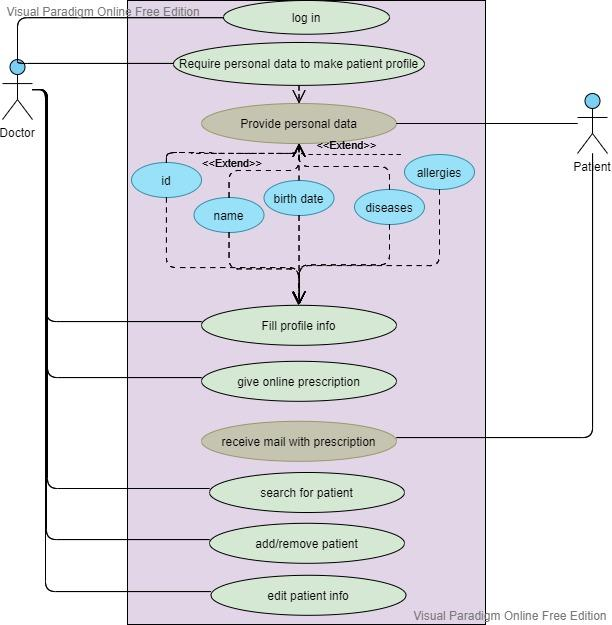 Visual Paradigm Online Free Edition
log in
Require personal data to make patient profile
Doctor
Provide personal data
Patient
<<Extend>>
<<Extend>>
id
name
birth date
diseases
allergies
Fill profile info
give online prescription
receive mail with prescription
search for patient
add/remove patient
edit patient info
Visual Paradigm Online Free Edition